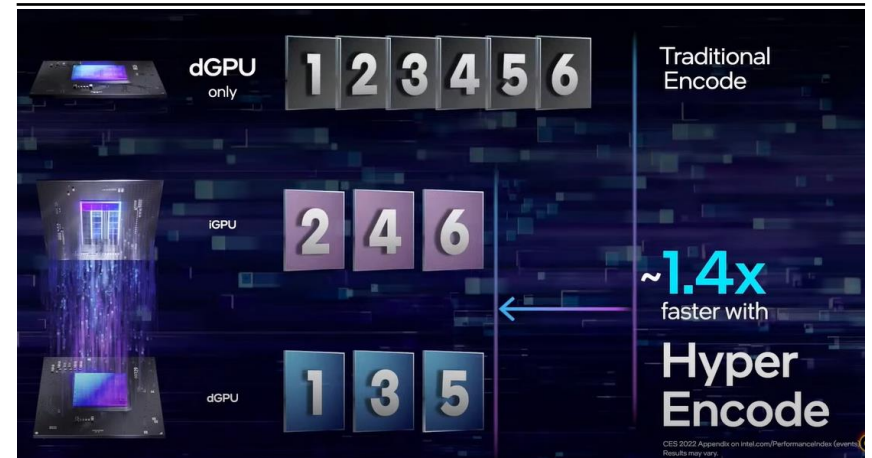 dGPU
only
1 2 3 4 5 6
Traditional
Encode
iGPU
2 4 6
~1.4x
faster with
dGPU
1 3 5
Hyper
Encode
CES 2022 Appendix on intel.com/PerformanceIndex (events)
Results may vary.